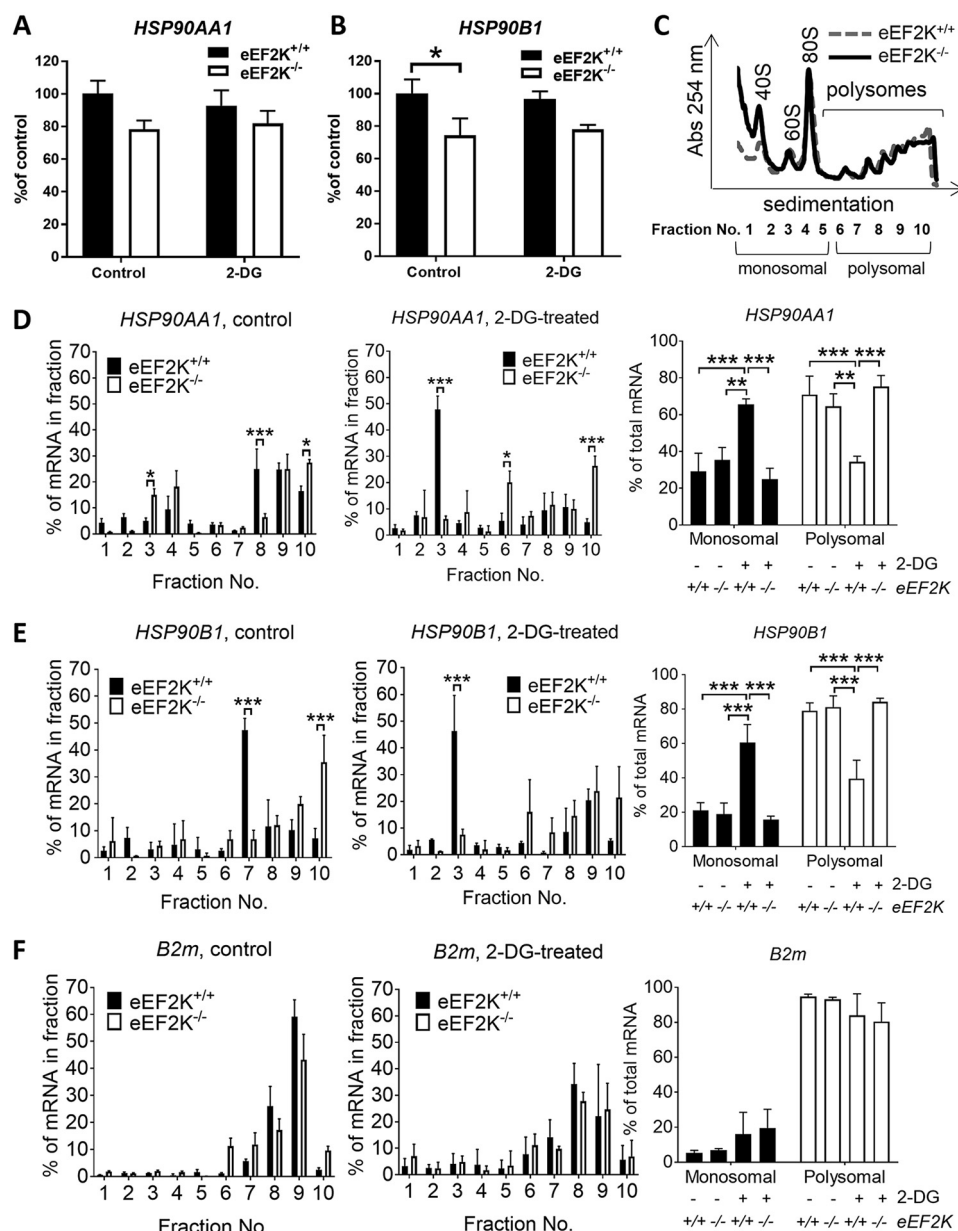 A
HSP90AA1
eEF2K+/+
eEF2K-/-
%of control
120
100
80
60
40
20
0
Control
2-DG
B
HSP90B1
*
eEF2K+/+
eEF2K-/-
%of control
120
100
80
60
40
20
0
Control
2-DG
C
eEF2K+/+
eEF2K-/-
Abs 254 nm
40S
60S
80S
polysomes
sedimentation
Fraction No. 1 2 3 4 5 6 7 8 9 10
monosomal
polysomal
D
HSP90AA1, control
eEF2K+/+
eEF2K-/-
% of mRNA in fraction
70
60
50
40
30
20
10
0
* *** *
1 2 3 4 5 6 7 8 9 10
Fraction No.
HSP90AA1, 2-DG-treated
eEF2K+/+
eEF2K-/-
% of mRNA in fraction
70
60
50
40
30
20
10
0
*** * ***
1 2 3 4 5 6 7 8 9 10
Fraction No.
HSP90AA1
% of total mRNA
100
80
60
40
20
0
*** *** *** ***
** **
Monosomal Polysomal
- - + + - - + + 2-DG
+/+ -/- +/+ -/- +/+ -/- +/+ -/- eEF2K
E
HSP90B1, control
eEF2K+/+
eEF2K-/-
% of mRNA in fraction
70
60
50
40
30
20
10
0
*** ***
1 2 3 4 5 6 7 8 9 10
Fraction No.
HSP90B1, 2-DG-treated
eEF2K+/+
eEF2K-/-
% of mRNA in fraction
70
60
50
40
30
20
10
0
***
1 2 3 4 5 6 7 8 9 10
Fraction No.
HSP90B1
% of total mRNA
100
80
60
40
20
0
*** *** *** ***
*** ***
Monosomal Polysomal
- - + + - - + + 2-DG
+/+ -/- +/+ -/- +/+ -/- +/+ -/- eEF2K
F
B2m, control
eEF2K+/+
eEF2K-/-
% of mRNA in fraction
70
60
50
40
30
20
10
0
1 2 3 4 5 6 7 8 9 10
Fraction No.
B2m, 2-DG-treated
eEF2K+/+
eEF2K-/-
% of mRNA in fraction
70
60
50
40
30
20
10
0
1 2 3 4 5 6 7 8 9 10
Fraction No.
B2m
% of total mRNA
100
80
60
40
20
0
Monosomal Polysomal
- - + + - - + + 2-DG
+/+ -/- +/+ -/- +/+ -/- +/+ -/- eEF2K